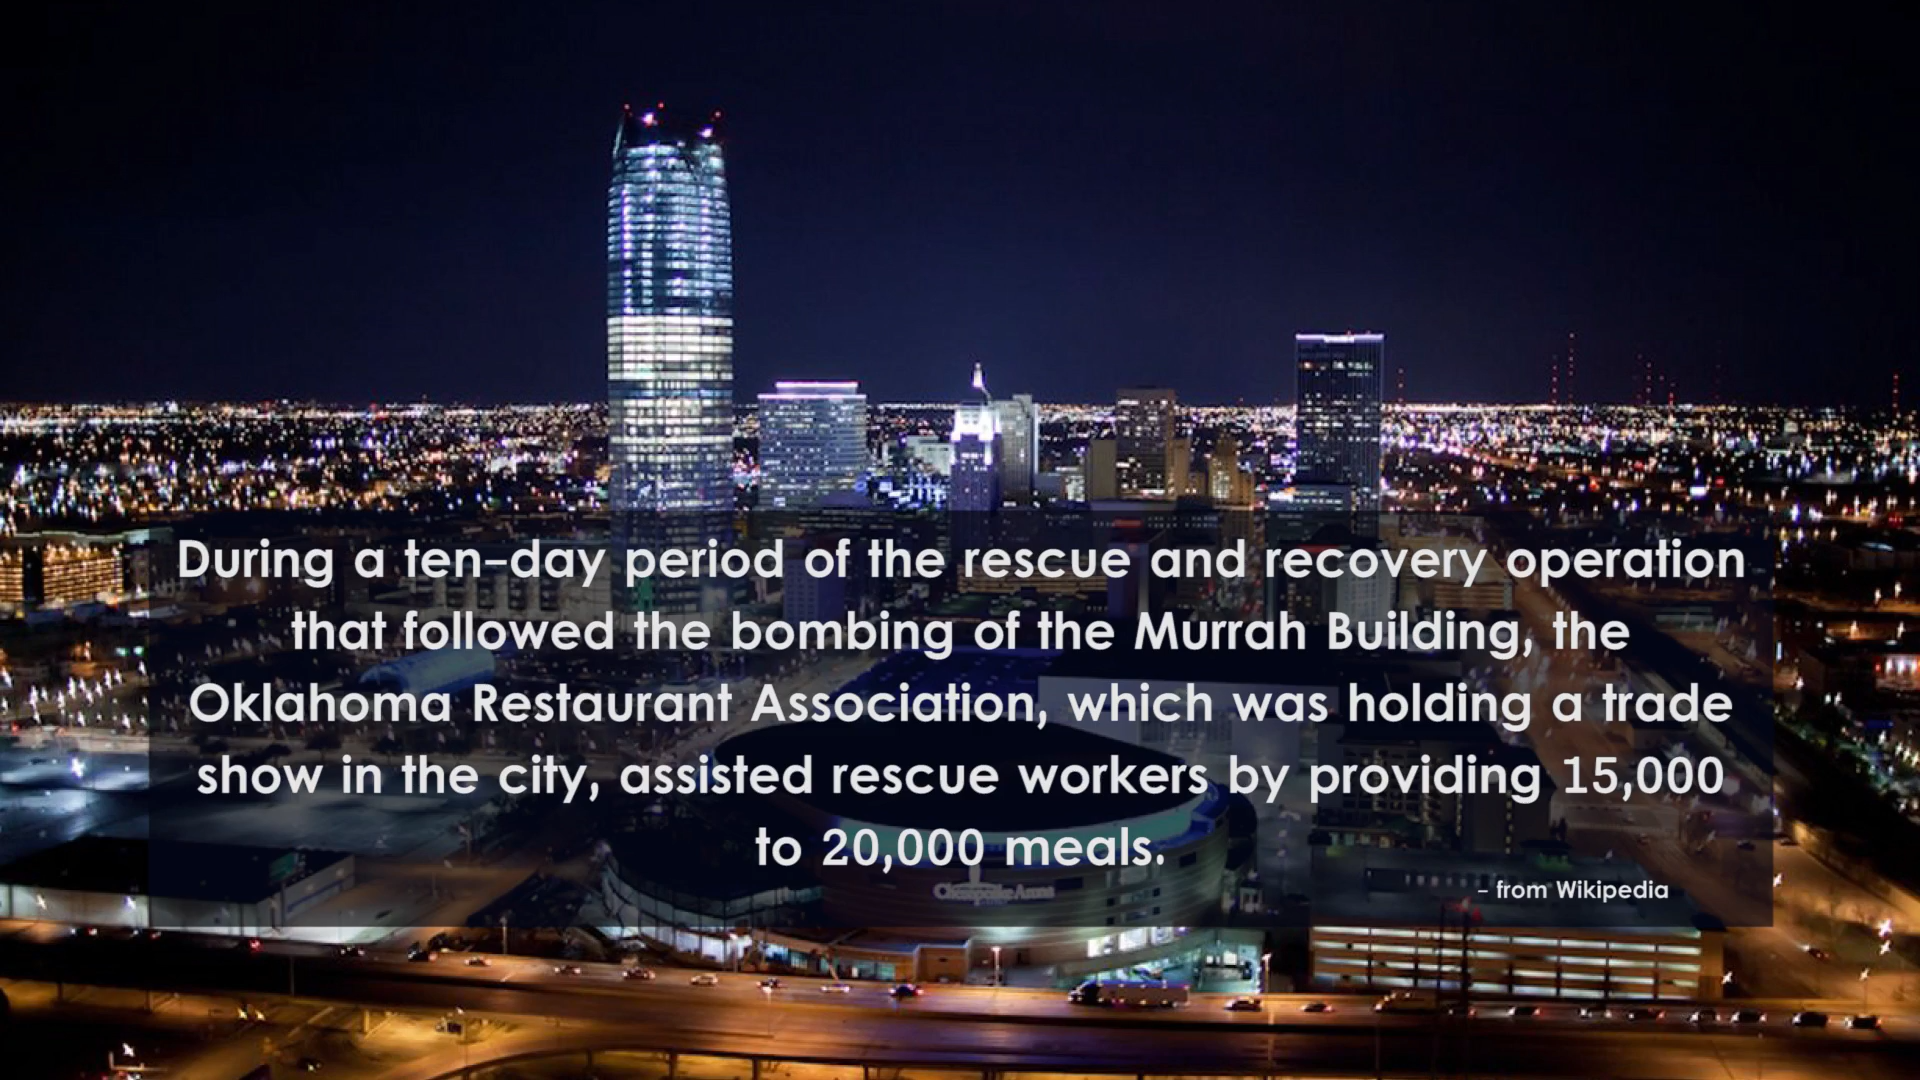 During a ten-day period of the rescue and recovery operation
that followed the bombing of the Murrah Building, the
Oklahoma Restaurant Association, which was holding a trade
show in the city, assisted rescue workers by providing 15,000
to 20,000 meals.
- from Wikipedia